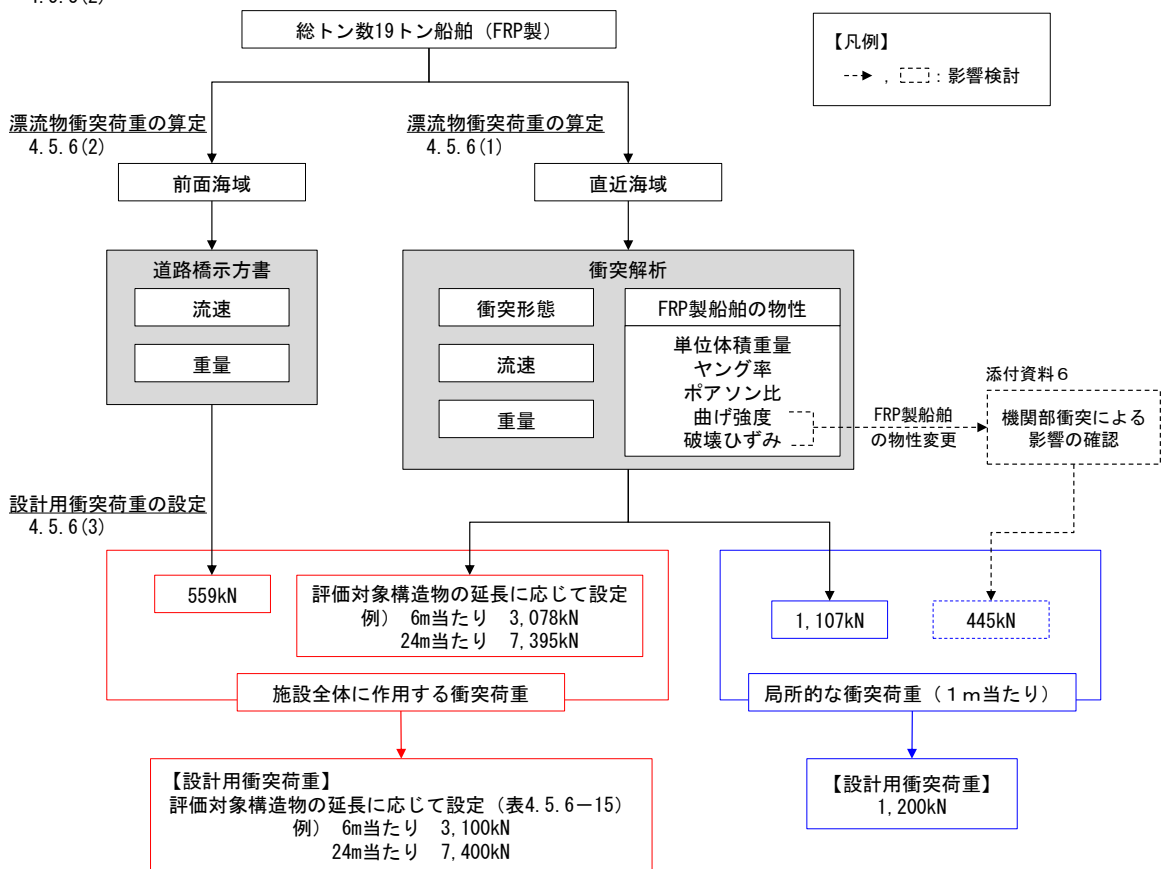 総トン数19トン船舶（FRP製）
【凡例】
，　：影響検討
漂流物衝突荷重の算定
4.5.6(2)
漂流物衝突荷重の算定
4.5.6(1)
前面海域
直近海域
道路橋示方書
流速
重量
衝突解析
衝突形態
流速
重量
FRP製船舶の物性
単位体積重量
ヤング率
ポアソン比
曲げ強度
破壊ひずみ
FRP製船舶
の物性変更
添付資料６
機関部衝突による
影響の確認
設計用衝突荷重の設定
4.5.6(3)
559kN
評価対象構造物の延長に応じて設定
例） 6m当たり 3,078kN
24m当たり 7,395kN
1,107kN
445kN
施設全体に作用する衝突荷重
局所的な衝突荷重（１ｍ当たり）
【設計用衝突荷重】
評価対象構造物の延長に応じて設定（表4.5.6－15）
例） 6m当たり 3,100kN
24m当たり 7,400kN
【設計用衝突荷重】
1,200kN